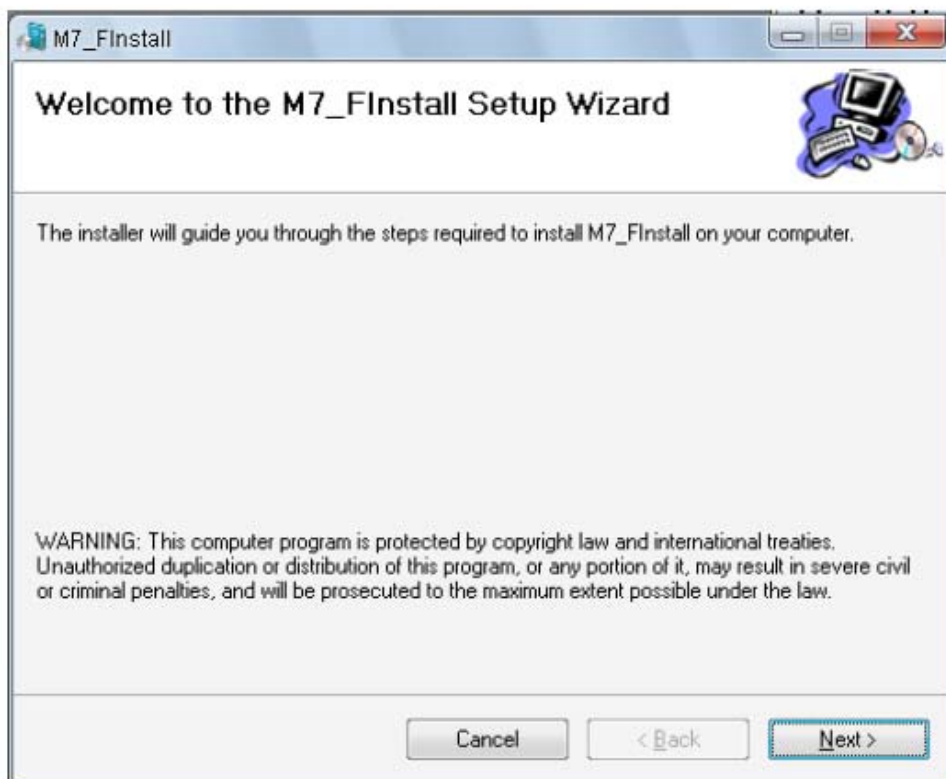 M7_FInstall
Welcome to the M7_FInstall Setup Wizard
The installer will guide you through the steps required to install M7_FInstall on your computer.
WARNING: This computer program is protected by copyright law and international treaties.
Unauthorized duplication or distribution of this program, or any portion of it, may result in severe civil
or criminal penalties, and will be prosecuted to the maximum extent possible under the law.
Cancel
< Back
Next >